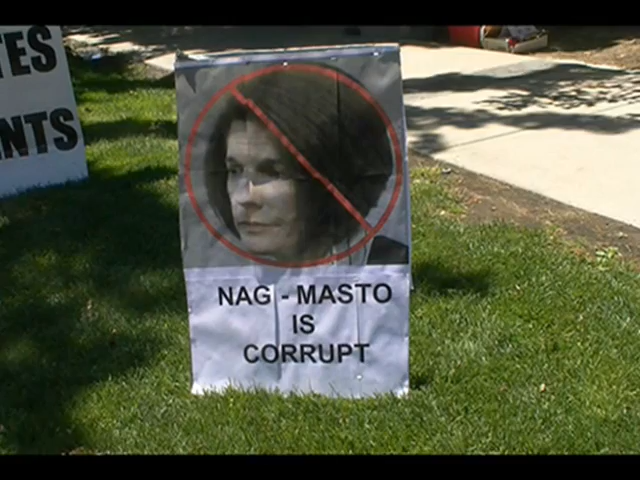 TES
NTS
NAG - MASTO
IS
CORRUPT